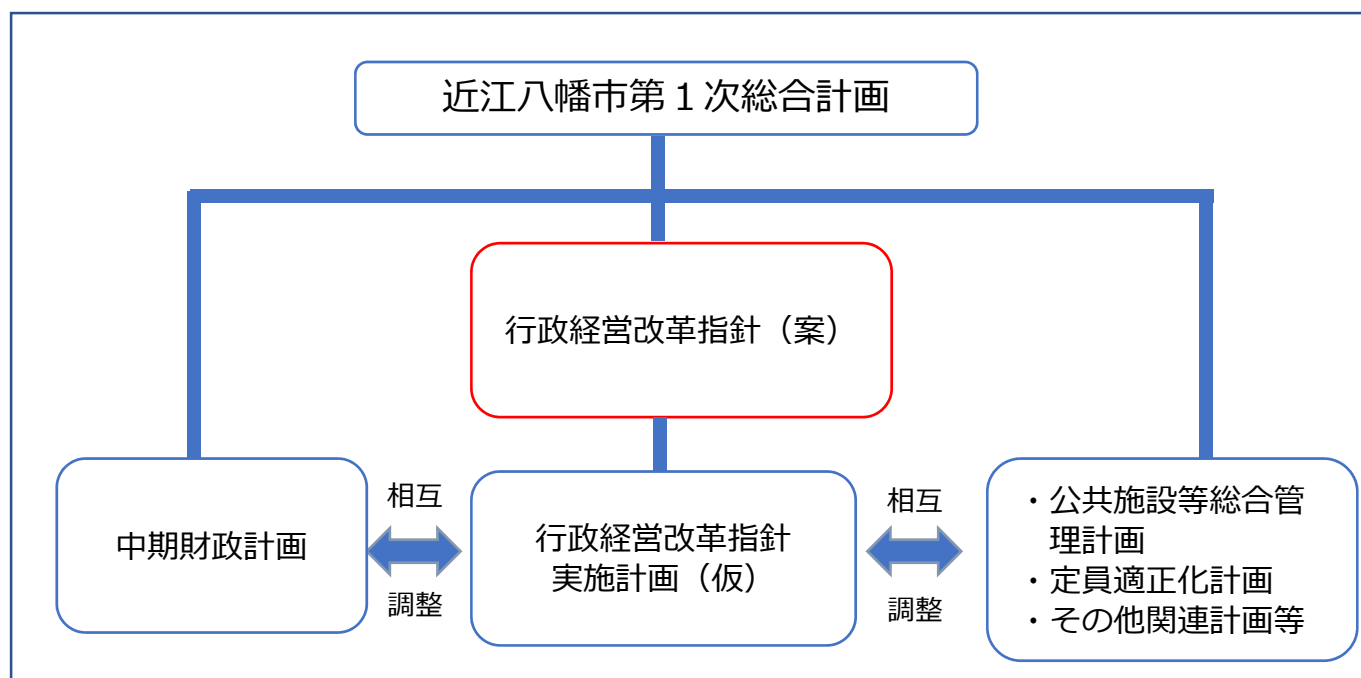 近江八幡市第１次総合計画
行政経営改革指針（案）
中期財政計画
相互
調整
行政経営改革指針
実施計画（仮）
相互
調整
・公共施設等総合管
理計画
・定員適正化計画
・その他関連計画等